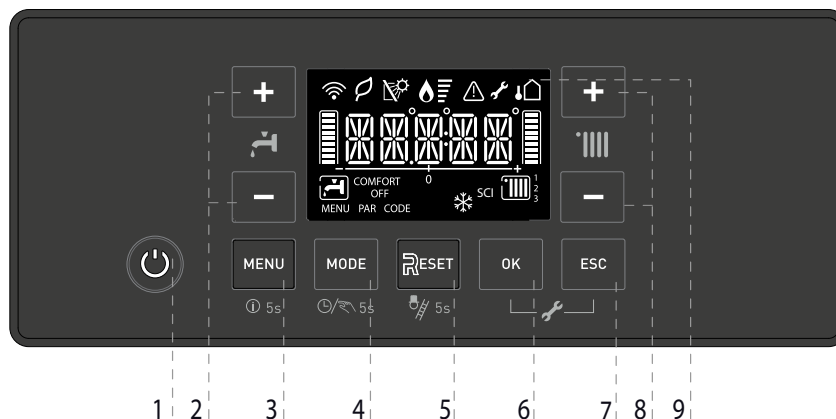 + +
1
COMFORT 0 SCI 2
OFF 3
− MENU PAR CODE −
MENU MODE RESET OK ESC
5s 5s 5s
1 2 3 4 5 6 7 8 9